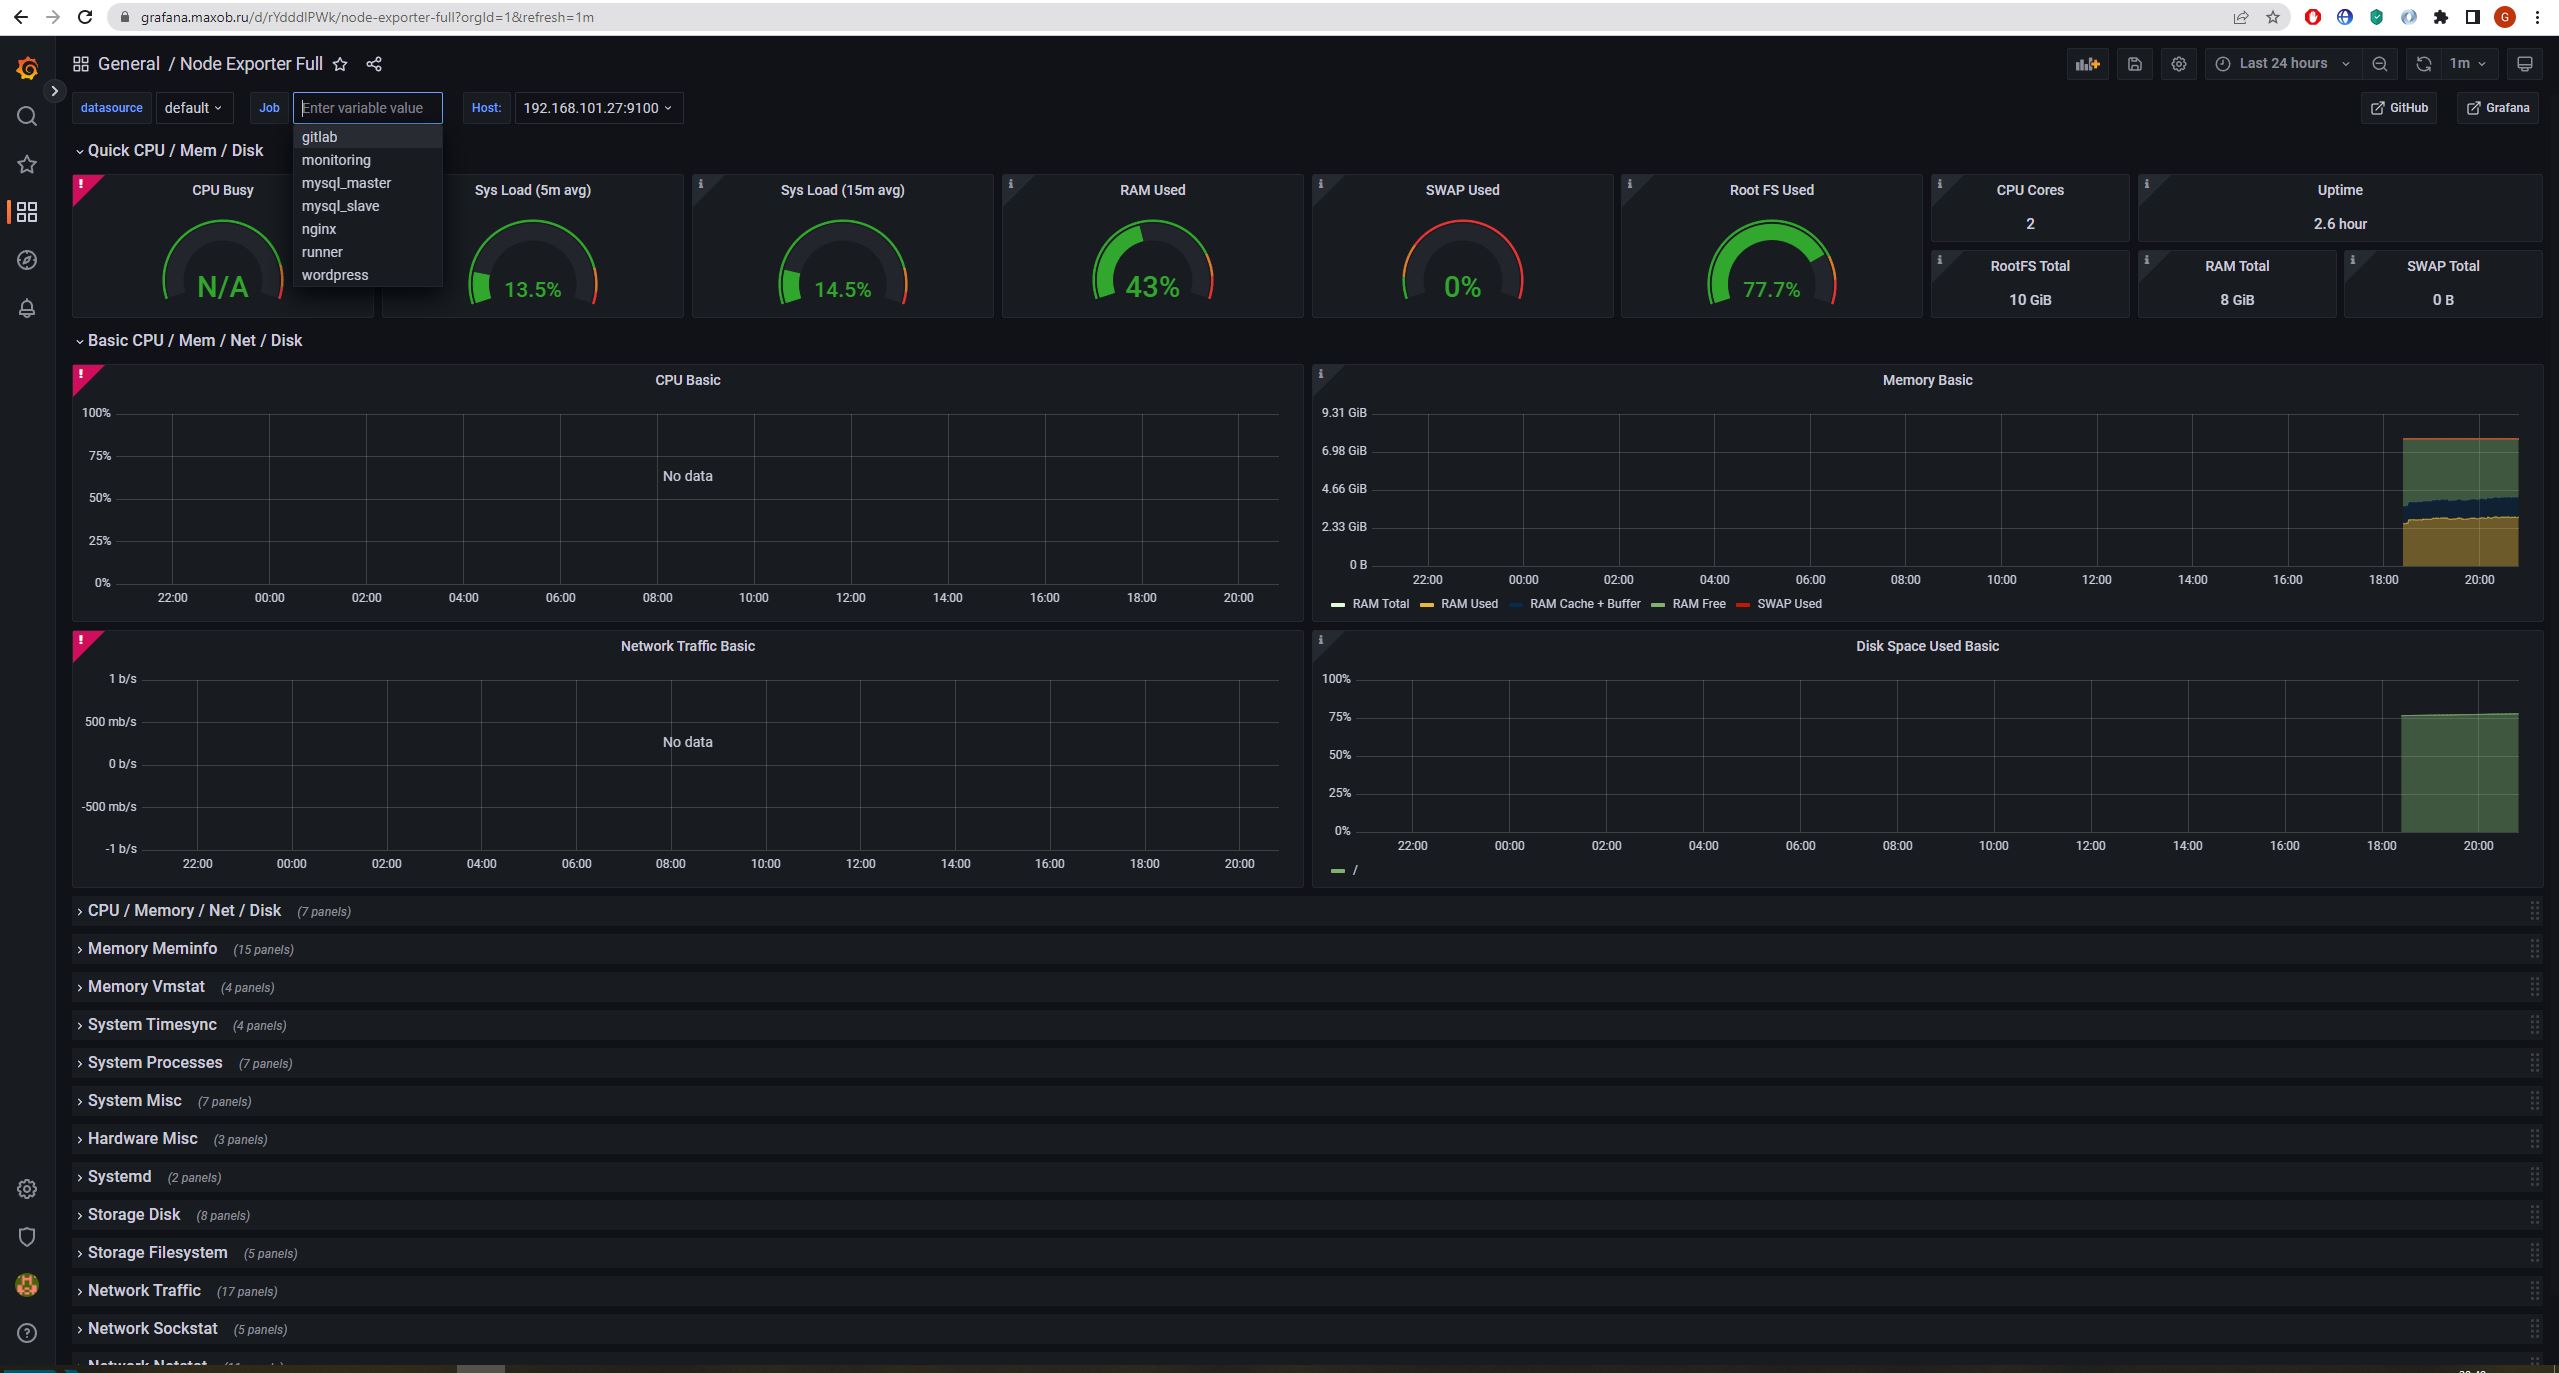 grafana.maxob.ru/d/rYdddlPWk/node-exporter-full?orgId=1&refresh=1m
G
General / Node Exporter Full
Last 24 hours
1m
datasource default Job Enter variable value Host: 192.168.101.27:9100
GitHub Grafana
gitlab
monitoring
mysql_master
mysql_slave
nginx
runner
wordpress
Quick CPU / Mem / Disk
CPU Busy
N/A
Sys Load (5m avg)
13.5%
Sys Load (15m avg)
14.5%
RAM Used
43%
SWAP Used
0%
Root FS Used
77.7%
CPU Cores
2
Uptime
2.6 hour
RootFS Total
10 GiB
RAM Total
8 GiB
SWAP Total
0 B
Basic CPU / Mem / Net / Disk
CPU Basic
100%
75%
50%
25%
0%
No data
22:00 00:00 02:00 04:00 06:00 08:00 10:00 12:00 14:00 16:00 18:00 20:00
Memory Basic
9.31 GiB
6.98 GiB
4.66 GiB
2.33 GiB
0 B
22:00 00:00 02:00 04:00 06:00 08:00 10:00 12:00 14:00 16:00 18:00 20:00
RAM Total RAM Used RAM Cache + Buffer RAM Free SWAP Used
Network Traffic Basic
1 b/s
500 mb/s
0 b/s
-500 mb/s
-1 b/s
No data
22:00 00:00 02:00 04:00 06:00 08:00 10:00 12:00 14:00 16:00 18:00 20:00
Disk Space Used Basic
100%
75%
50%
25%
0%
22:00 00:00 02:00 04:00 06:00 08:00 10:00 12:00 14:00 16:00 18:00 20:00
/
CPU / Memory / Net / Disk (7 panels)
Memory Meminfo (15 panels)
Memory Vmstat (4 panels)
System Timesync (4 panels)
System Processes (7 panels)
System Misc (7 panels)
Hardware Misc (3 panels)
Systemd (2 panels)
Storage Disk (8 panels)
Storage Filesystem (5 panels)
Network Traffic (17 panels)
Network Sockstat (5 panels)
Network Netstat